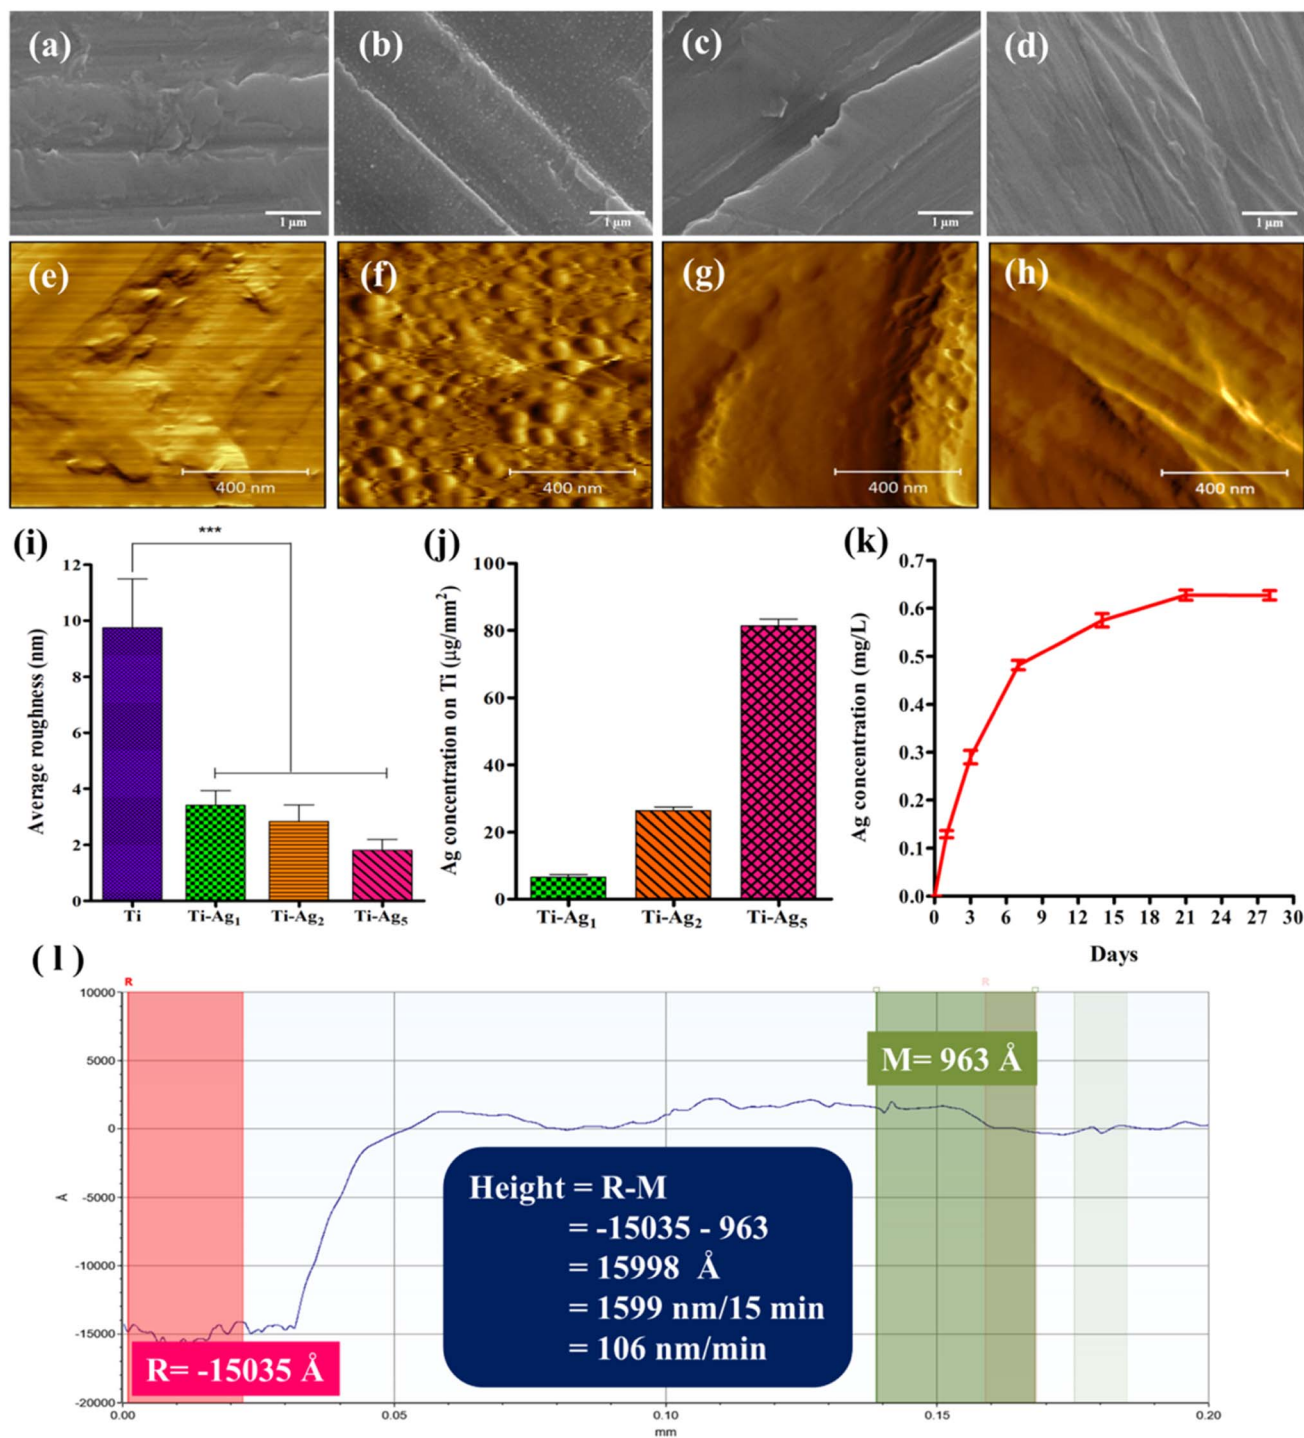 (a)
(b)
(c)
(d)
1 µm
1 µm
1 µm
1 µm
(e)
(f)
(g)
(h)
400 nm
400 nm
400 nm
400 nm
(i)
***
Average roughness (nm)
12
10
8
6
4
2
0
Ti
Ti-Ag1
Ti-Ag2
Ti-Ag5
(j)
Ag concentration on Ti (µg/mm2)
100
80
60
40
20
0
Ti-Ag1
Ti-Ag2
Ti-Ag5
(k)
Ag concentration (mg/L)
0.7
0.6
0.5
0.4
0.3
0.2
0.1
0.0
0 3 6 9 12 15 18 21 24 27 30
Days
( l )
R
R
10000
5000
0
-5000
-10000
-15000
-20000
Å
M= 963 Å
Height = R-M
= -15035 - 963
= 15998 Å
= 1599 nm/15 min
= 106 nm/min
R= -15035 Å
0.00 0.05 0.10 0.15 0.20
mm